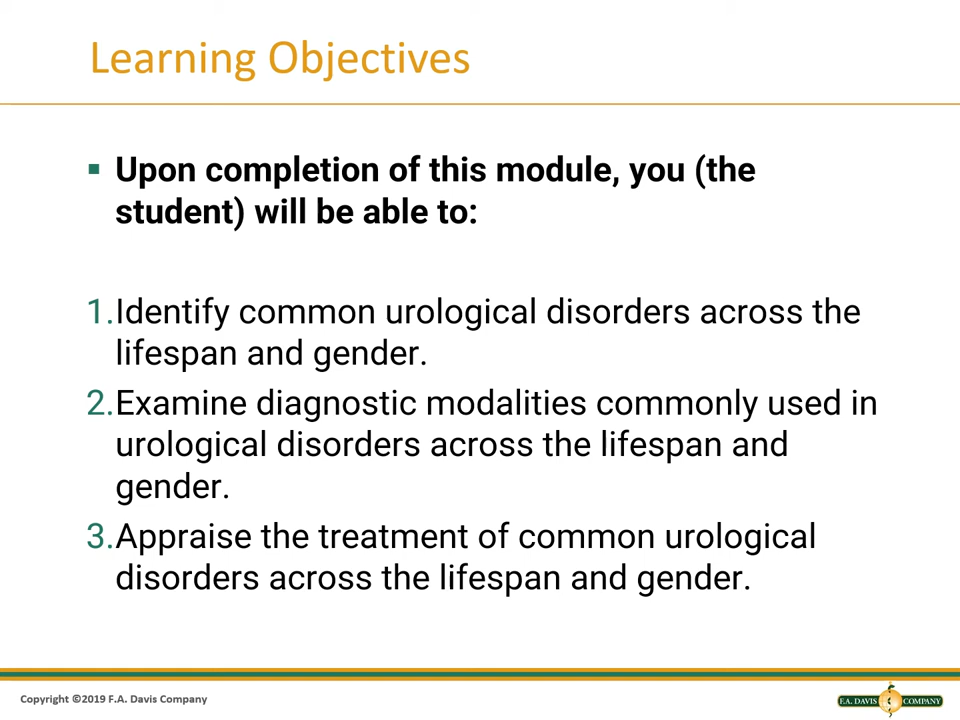 Learning Objectives
▪ Upon completion of this module, you (the
student) will be able to:
1.Identify common urological disorders across the
lifespan and gender.
2.Examine diagnostic modalities commonly used in
urological disorders across the lifespan and
gender.
3.Appraise the treatment of common urological
disorders across the lifespan and gender.
Copyright ©2019 F.A. Davis Company
F.A. DAVIS COMPANY